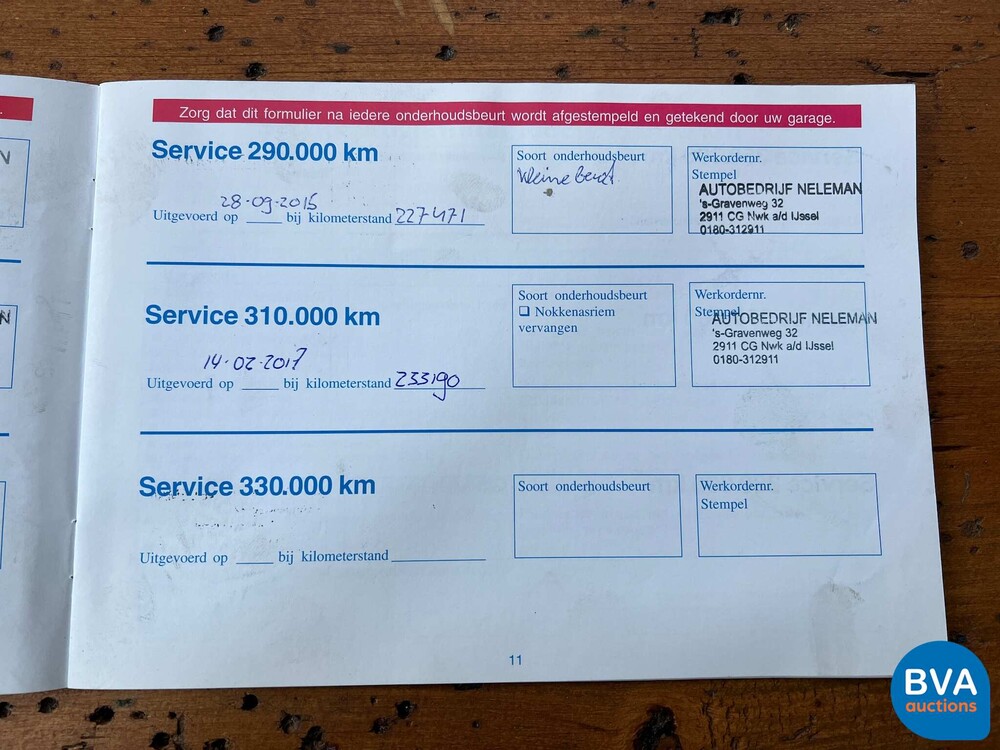 Zorg dat dit formulier na iedere onderhoudsbeurt wordt afgestempeld en getekend door uw garage.
Service 290.000 km
28-09-2015
Uitgevoerd op ____ bij kilometerstand 227471
Soort onderhoudsbeurt
kleine beurt
Werkordernr.
Stempel
AUTOBEDRIJF NELEMAN
's-Gravenweg 32
2911 CG Nwk a/d IJssel
0180-312911
Service 310.000 km
14-02-2017
Uitgevoerd op ____ bij kilometerstand 233190
Soort onderhoudsbeurt
❑ Nokkenasriem
vervangen
Werkordernr.
Stempel
AUTOBEDRIJF NELEMAN
's-Gravenweg 32
2911 CG Nwk a/d IJssel
0180-312911
Service 330.000 km
Uitgevoerd op ____ bij kilometerstand ____
Soort onderhoudsbeurt
Werkordernr.
Stempel
11
BVA
auctions